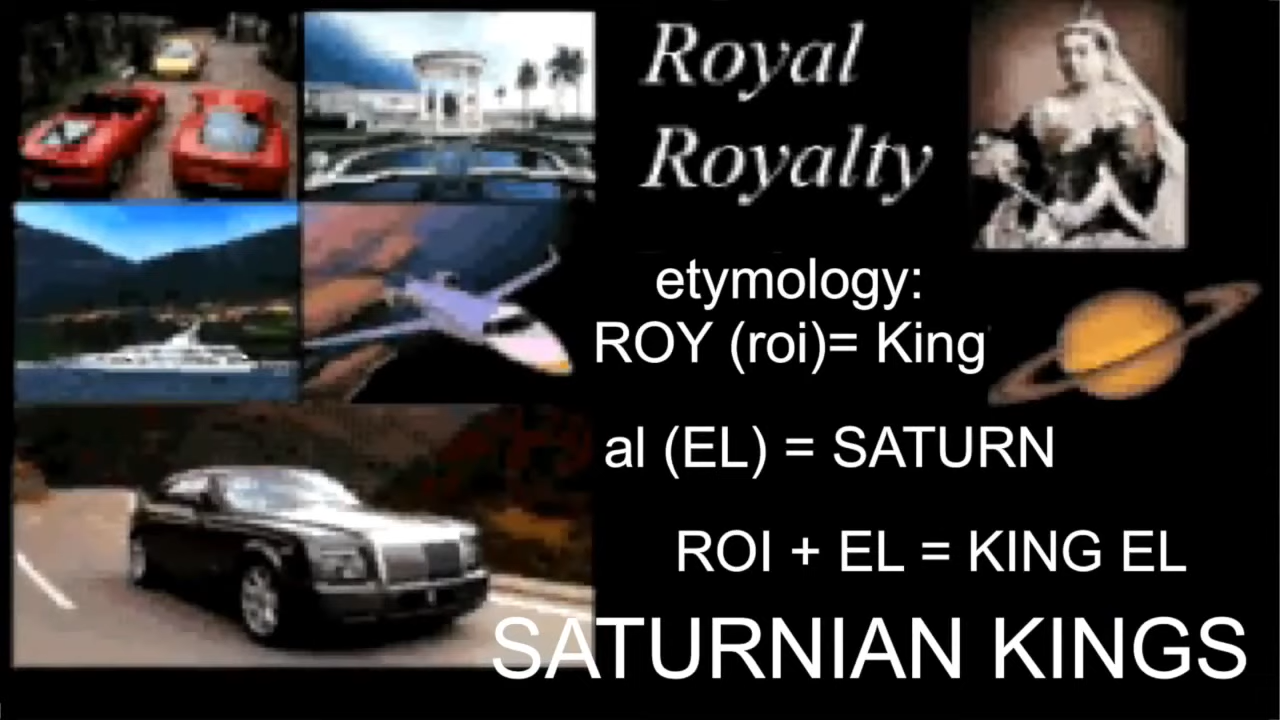 Royal
Royalty
etymology:
ROY (roi)= King
al (EL) = SATURN
ROI + EL = KING EL
SATURNIAN KINGS